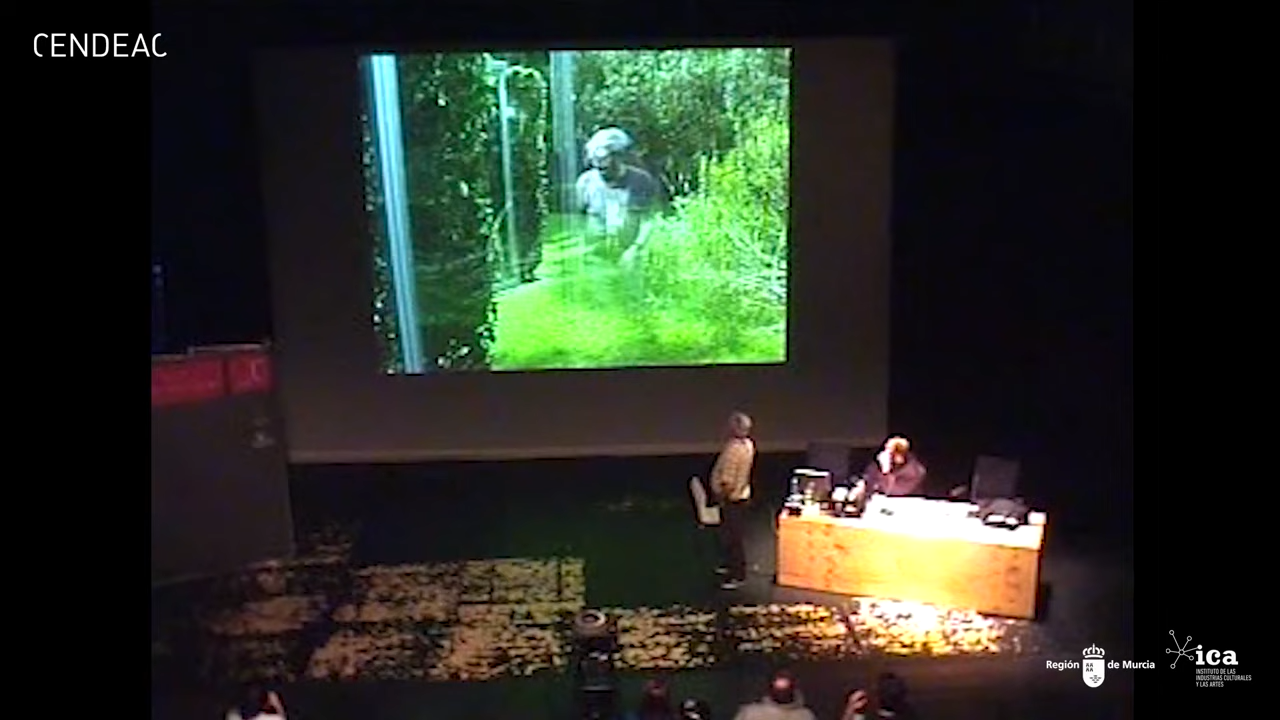 CENDEAC
Región de Murcia
ica
INSTITUTO DE LAS
INDUSTRIAS CULTURALES
Y LAS ARTES